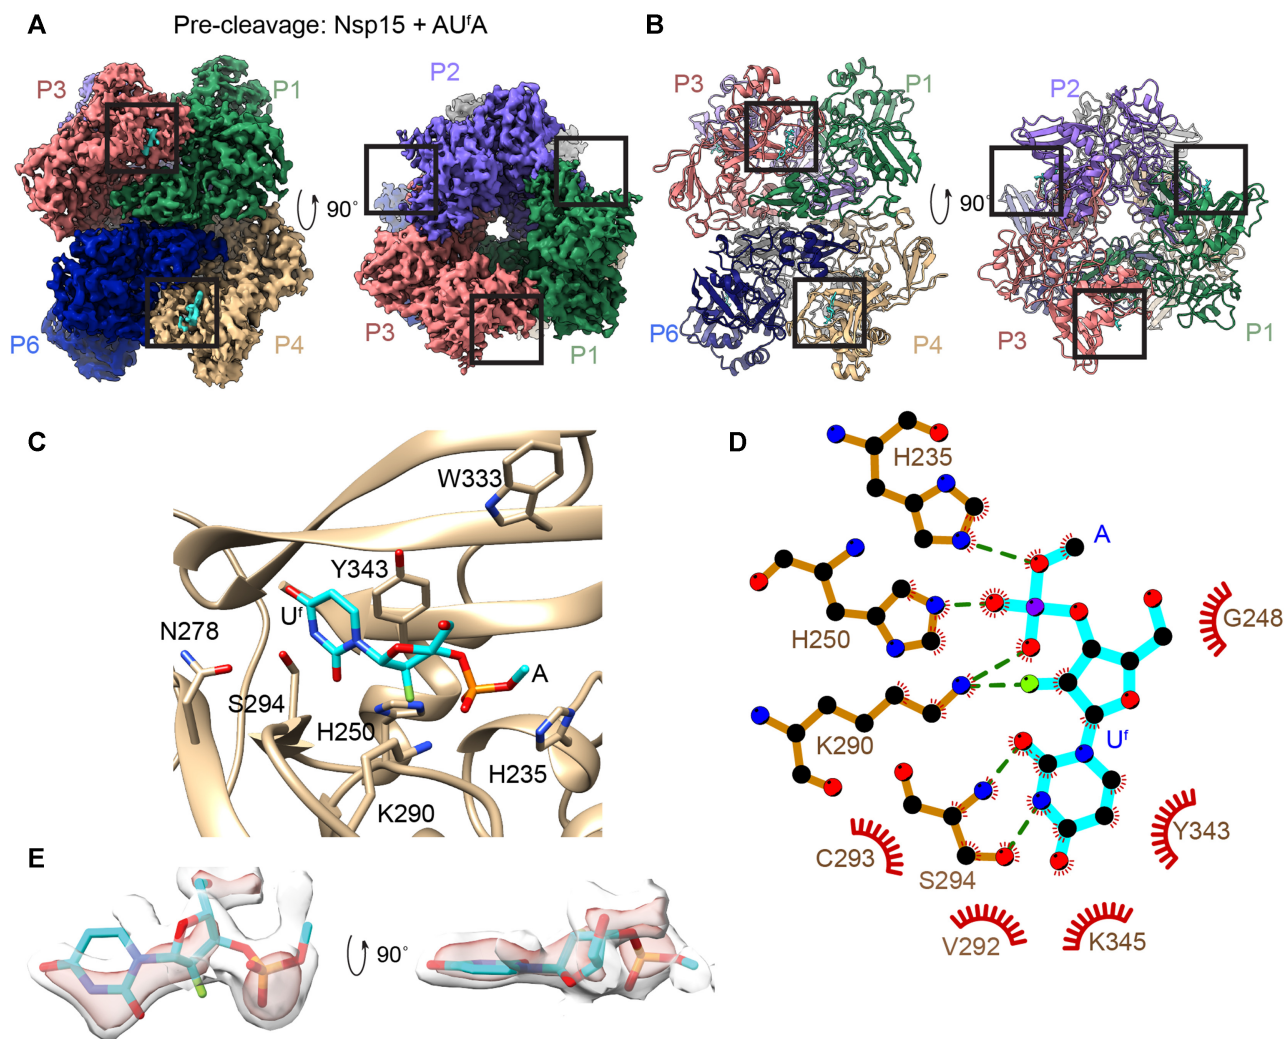 A
Pre-cleavage: Nsp15 + AUᶠA
P3
P1
P2
90°
P6
P4
P3
P1
B
P3
P1
P2
90°
P6
P4
P3
P1
C
W333
Y343
Uᶠ
N278
S294
A
H250
H235
K290
D
H235
A
H250
G248
K290
Uᶠ
Y343
C293
S294
V292
K345
E
90°